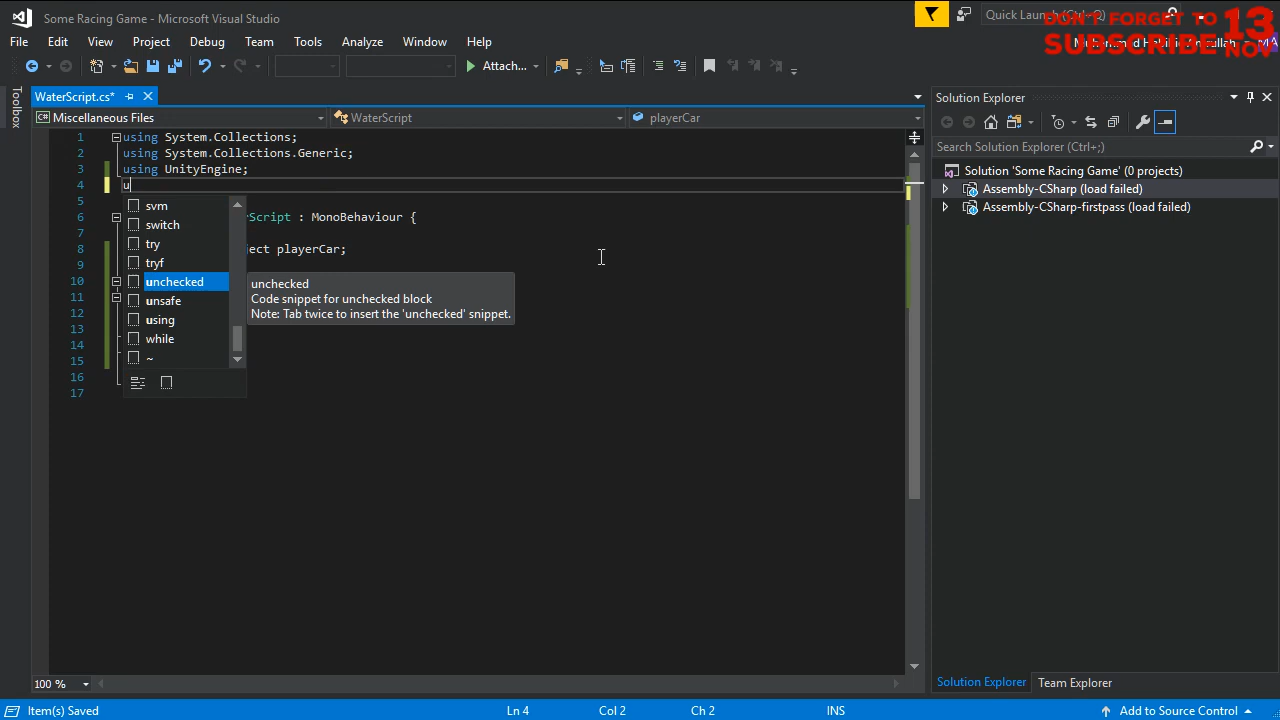 Some Racing Game - Microsoft Visual Studio
Quick Launch (Ctrl+Q)
DON'T FORGET TO 13
SUBSCRIBE NOW
File Edit View Project Debug Team Tools Analyze Window Help
MA
Attach...
Toolbox
WaterScript.cs*
Miscellaneous Files
WaterScript
playerCar
1 using System.Collections;
2 using System.Collections.Generic;
3 using UnityEngine;
4 u
5
6 rScript : MonoBehaviour {
7
8 ject playerCar;
9
10
11
12
13
14
15
16
17
svm
switch
try
tryf
unchecked
unsafe
using
while
~
unchecked
Code snippet for unchecked block
Note: Tab twice to insert the 'unchecked' snippet.
Solution Explorer
Search Solution Explorer (Ctrl+;)
Solution 'Some Racing Game' (0 projects)
Assembly-CSharp (load failed)
Assembly-CSharp-firstpass (load failed)
100 %
Solution Explorer Team Explorer
Item(s) Saved
Ln 4
Col 2
Ch 2
INS
Add to Source Control